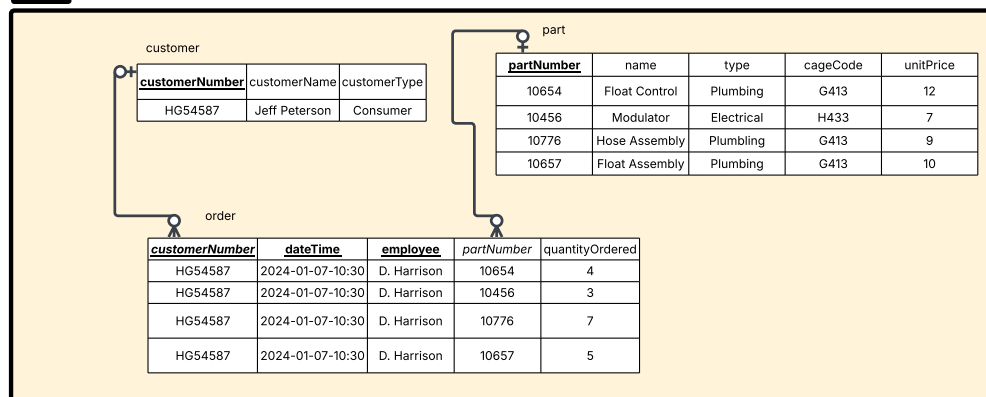 customer
customerNumber customerName customerType
HG54587 Jeff Peterson Consumer
part
partNumber name type cageCode unitPrice
10654 Float Control Plumbing G413 12
10456 Modulator Electrical H433 7
10776 Hose Assembly Plumbling G413 9
10657 Float Assembly Plumbing G413 10
order
customerNumber dateTime employee partNumber quantityOrdered
HG54587 2024-01-07-10:30 D. Harrison 10654 4
HG54587 2024-01-07-10:30 D. Harrison 10456 3
HG54587 2024-01-07-10:30 D. Harrison 10776 7
HG54587 2024-01-07-10:30 D. Harrison 10657 5